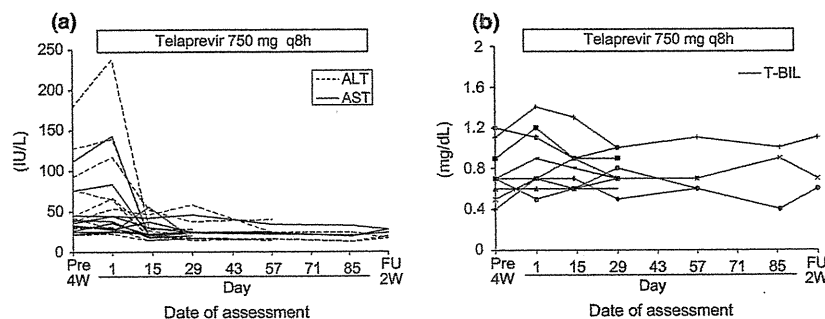 (a)
Telaprevir 750 mg q8h
250
200
150
100
50
0
(IU/L)
ALT
AST
Pre 4W
1 15 29 43 57 71 85
FU 2W
Day
Date of assessment
(b)
Telaprevir 750 mg q8h
2
1.6
1.2
0.8
0.4
0
(mg/dL)
T-BIL
Pre 4W
1 15 29 43 57 71 85
FU 2W
Day
Date of assessment